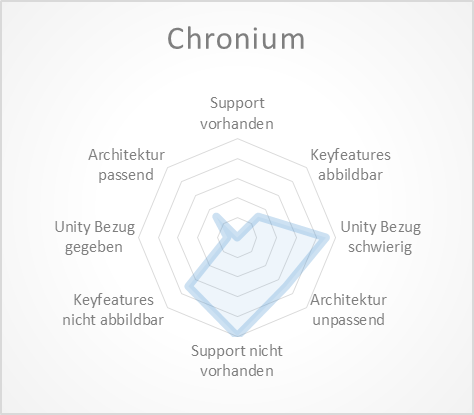 Chronium
Support
vorhanden
Keyfeatures
abbildbar
Unity Bezug
schwierig
Architektur
unpassend
Support nicht
vorhanden
Keyfeatures
nicht abbildbar
Unity Bezug
gegeben
Architektur
passend